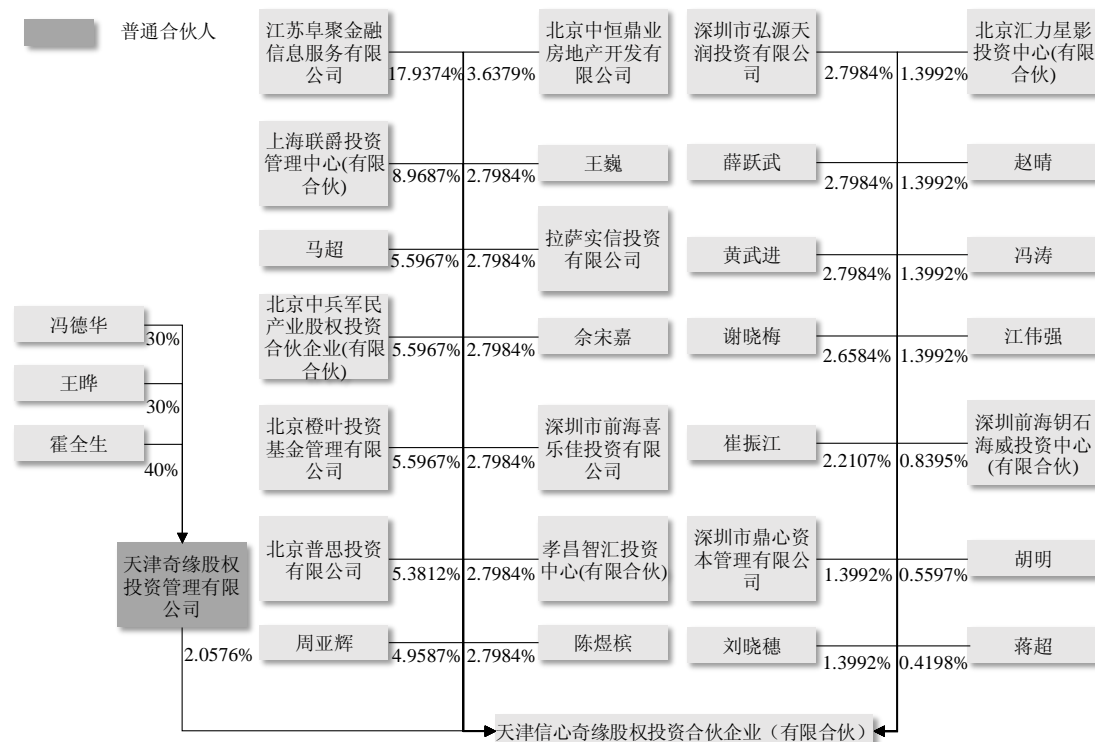 普通合伙人
江苏阜聚金融
信息服务有限
公司
17.9374%
3.6379%
北京中恒鼎业
房地产开发有
限公司
深圳市弘源天
润投资有限公
司
2.7984%
1.3992%
北京汇力星影
投资中心(有限
合伙)
上海联爵投资
管理中心(有限
合伙)
8.9687%
2.7984%
王巍
薛跃武
2.7984%
1.3992%
赵晴
马超
5.5967%
2.7984%
拉萨实信投资
有限公司
黄武进
2.7984%
1.3992%
冯涛
北京中兵军民
产业股权投资
合伙企业(有限
合伙)
5.5967%
2.7984%
佘宋嘉
谢晓梅
2.6584%
1.3992%
江伟强
冯德华
30%
王晔
30%
霍全生
40%
北京橙叶投资
基金管理有限
公司
5.5967%
2.7984%
深圳市前海喜
乐佳投资有限
公司
崔振江
2.2107%
0.8395%
深圳前海钥石
海威投资中心
(有限合伙)
天津奇缘股权
投资管理有限
公司
2.0576%
北京普思投资
有限公司
5.3812%
2.7984%
孝昌智汇投资
中心(有限合伙)
深圳市鼎心资
本管理有限公
司
1.3992%
0.5597%
胡明
周亚辉
4.9587%
2.7984%
陈煜槟
刘晓穗
1.3992%
0.4198%
蒋超
天津信心奇缘股权投资合伙企业（有限合伙）